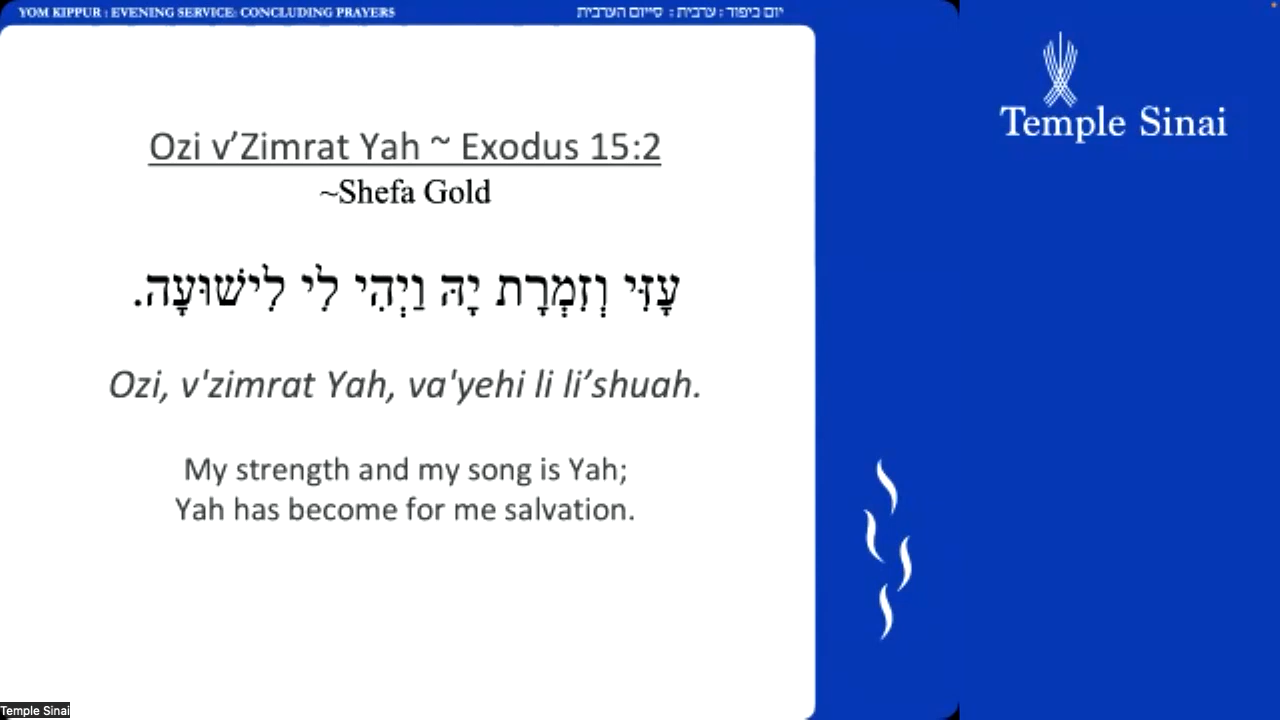 YOM KIPPUR : EVENING SERVICE: CONCLUDING PRAYERS
יום כיפור : ערבית : סייום הערבית
Temple Sinai
Ozi v’Zimrat Yah ~ Exodus 15:2
~Shefa Gold
עָזִּי וְזִמְרָת יָהּ וַיְהִי לִי לִישׁוּעָה.
Ozi, v'zimrat Yah, va'yehi li li’shuah.
My strength and my song is Yah;
Yah has become for me salvation.
Temple Sinai